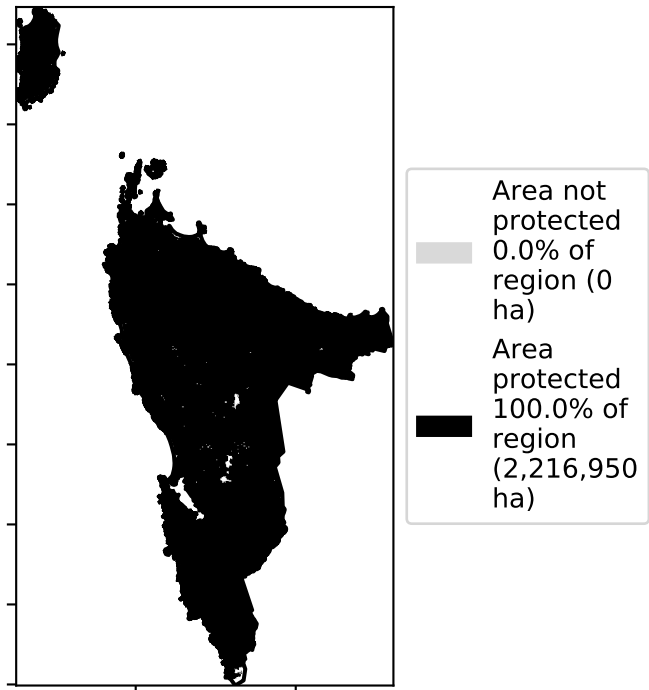 Area not
protected
0.0% of
region (0
ha)
Area
protected
100.0% of
region
(2,216,950
ha)